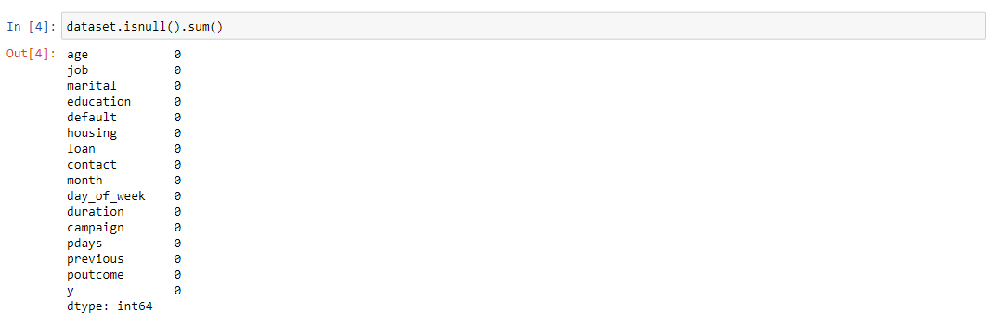 In [4]: dataset.isnull().sum()
Out[4]: age 0
job 0
marital 0
education 0
default 0
housing 0
loan 0
contact 0
month 0
day_of_week 0
duration 0
campaign 0
pdays 0
previous 0
poutcome 0
y 0
dtype: int64